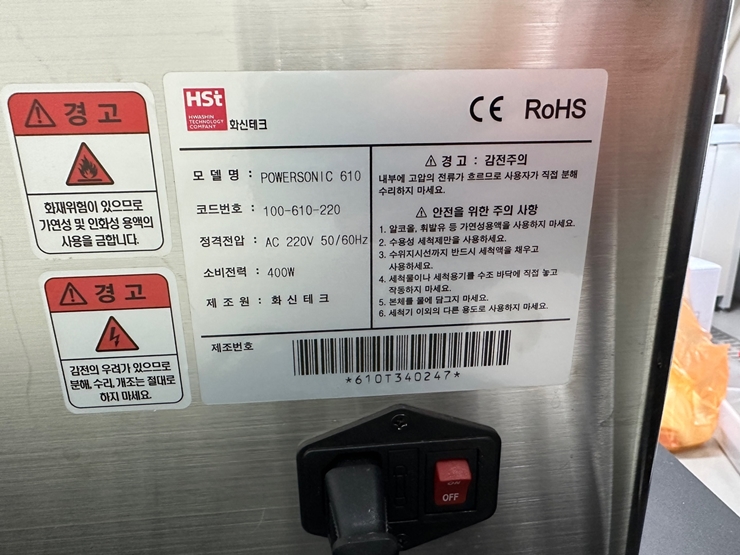 경고
화재위험이 있으므로
가연성 및 인화성 용액의
사용을 금합니다.
경고
감전의 우려가 있으므로
분해, 수리, 개조는 절대로
하지 마세요.
HSt
HWASHIN
TECHNOLOGY
COMPANY
화신테크
CE RoHS
모 델 명 : POWERSONIC 610
코드번호 : 100-610-220
정격전압 : AC 220V 50/60Hz
소비전력 : 400W
제 조 원 : 화 신 테 크
경 고 : 감전주의
내부에 고압의 전류가 흐르므로 사용자가 직접 분해
수리하지 마세요.
안전을 위한 주의 사항
1. 알코올, 휘발유 등 가연성용액을 사용하지 마세요.
2. 수용성 세척제만을 사용하세요.
3. 수위지시선까지 반드시 세척액을 채우고
사용하세요.
4. 세척물이나 세척용기를 수조 바닥에 직접 놓고
작동하지 마세요.
5. 본체를 물에 담그지 마세요.
6. 세척기 이외의 다른 용도로 사용하지 마세요.
제조번호
*610T340247*
OFF